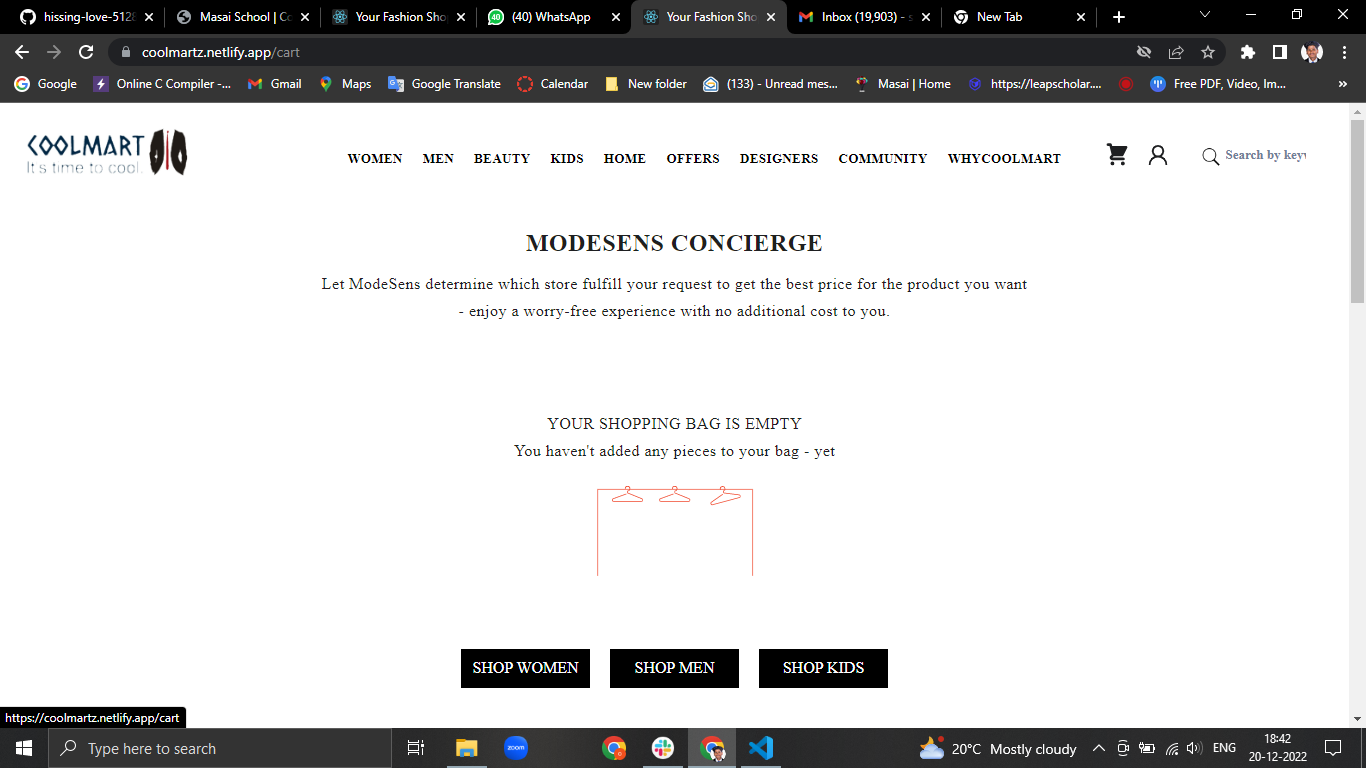 hissing-love-5128
Masai School | Co
Your Fashion Sho
(40) WhatsApp
Your Fashion Sho
Inbox (19,903) - s
New Tab
coolmartz.netlify.app/cart
Google
Online C Compiler -...
Gmail
Maps
Google Translate
Calendar
New folder
(133) - Unread mes...
Masai | Home
https://leapscholar....
Free PDF, Video, Im...
»
COOLMART
It's time to cool.
WOMEN
MEN
BEAUTY
KIDS
HOME
OFFERS
DESIGNERS
COMMUNITY
WHYCOOLMART
Search by key
MODESENS CONCIERGE
Let ModeSens determine which store fulfill your request to get the best price for the product you want
- enjoy a worry-free experience with no additional cost to you.
YOUR SHOPPING BAG IS EMPTY
You haven't added any pieces to your bag - yet
SHOP WOMEN
SHOP MEN
SHOP KIDS
https://coolmartz.netlify.app/cart
Type here to search
zoom
20°C Mostly cloudy
ENG
18:42
20-12-2022